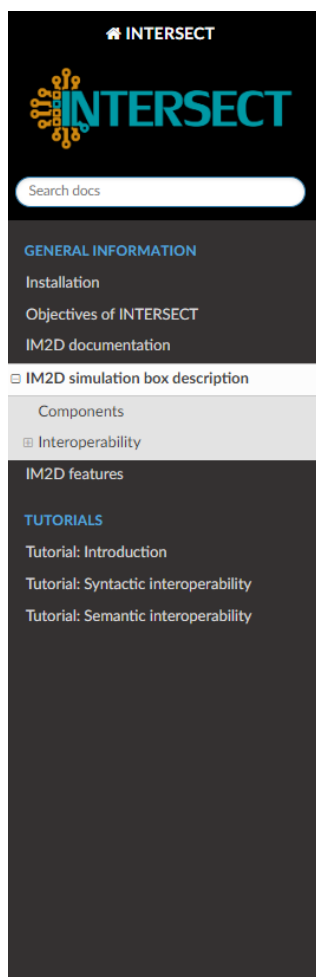 INTERSECT
INTERSECT
Search docs
GENERAL INFORMATION
Installation
Objectives of INTERSECT
IM2D documentation
IM2D simulation box description
Components
Interoperability
IM2D features
TUTORIALS
Tutorial: Introduction
Tutorial: Syntactic interoperability
Tutorial: Semantic interoperability